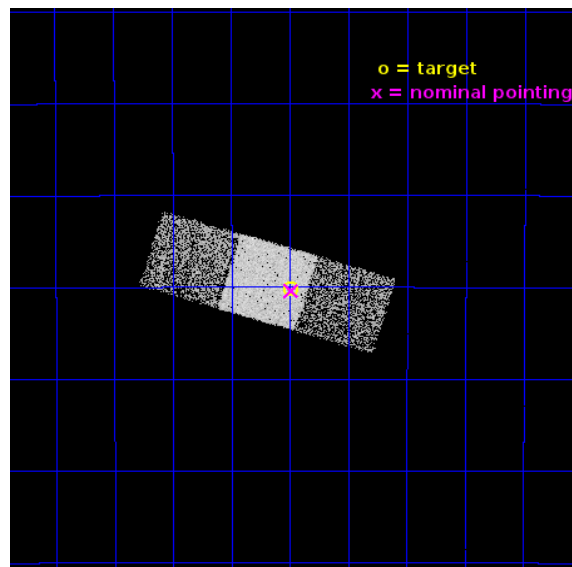 o = target
x = nominal pointing